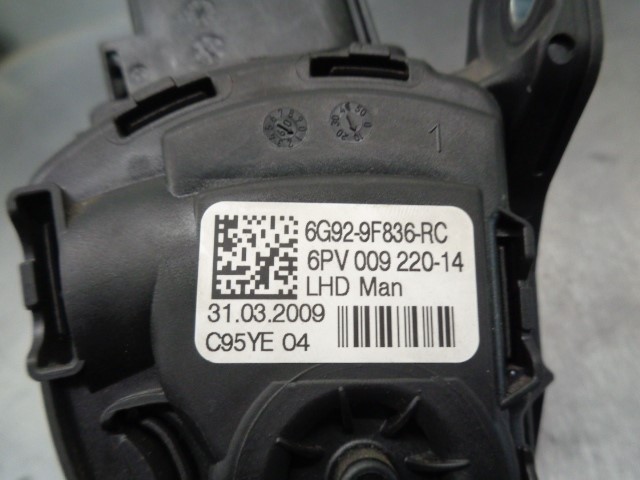 1
6G92-9F836-RC
6PV 009 220-14
LHD Man
31.03.2009
C95YE 04